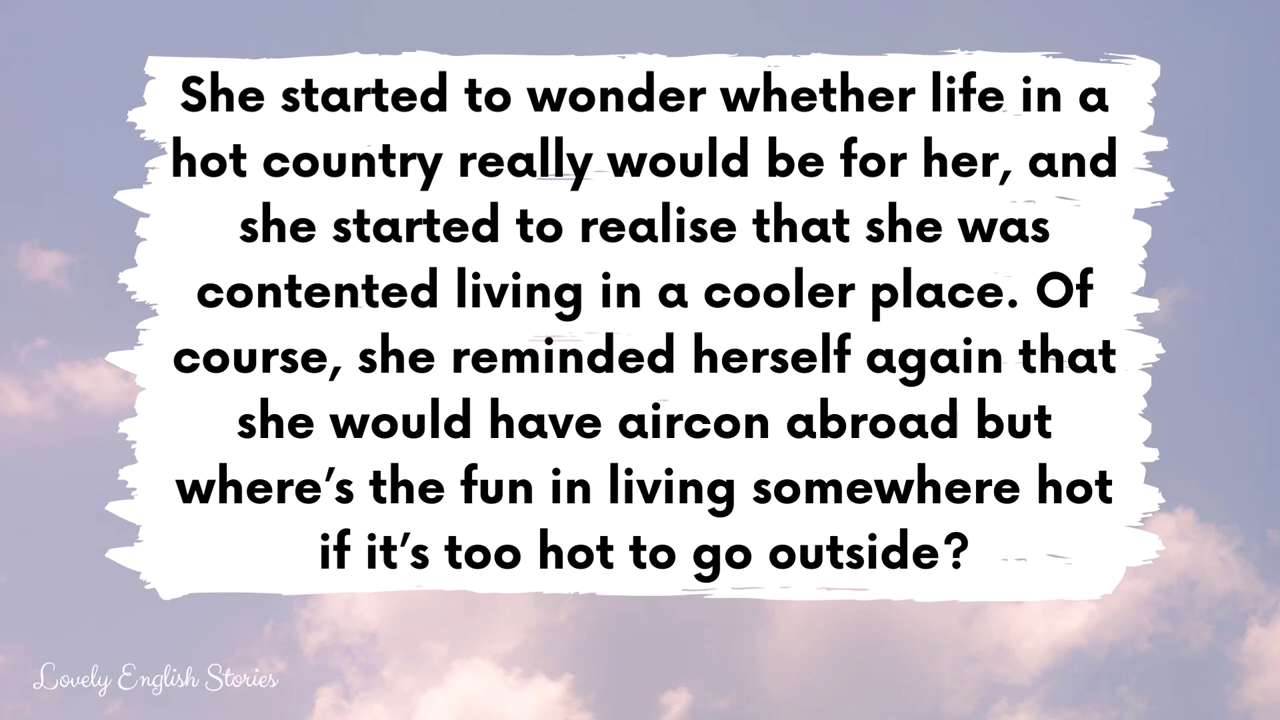 She started to wonder whether life in a
hot country really would be for her, and
she started to realise that she was
contented living in a cooler place. Of
course, she reminded herself again that
she would have aircon abroad but
where’s the fun in living somewhere hot
if it’s too hot to go outside?
Lovely English Stories